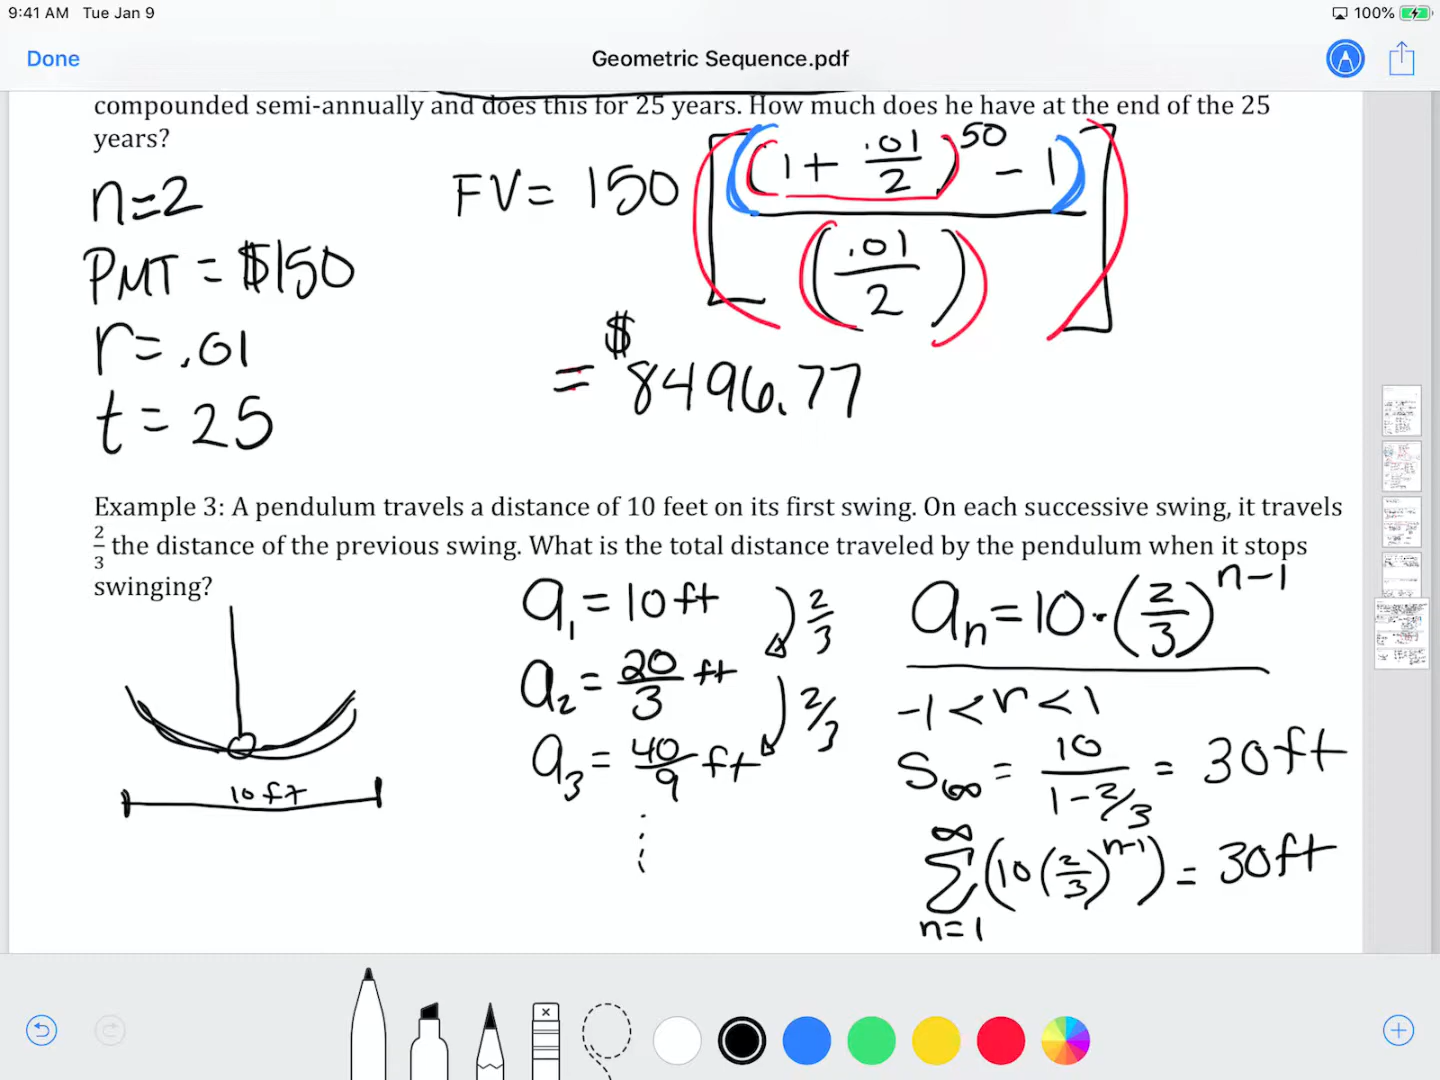 9:41 AM Tue Jan 9
100%
Done
Geometric Sequence.pdf
compounded semi-annually and does this for 25 years. How much does he have at the end of the 25
years?
n=2
PMT = $150
r= .01
t= 25
FV= 150 [((1 + .01/2)^50 - 1) / (.01/2)]
= $8496.77
Example 3: A pendulum travels a distance of 10 feet on its first swing. On each successive swing, it travels
2/3 the distance of the previous swing. What is the total distance traveled by the pendulum when it stops
swinging?
10 ft
a₁ = 10 ft
2/3
a₂ = 20/3 ft
2/3
a₃ = 40/9 ft
⋮
aₙ = 10 · (2/3)^n-1
-1 < r < 1
S∞ = 10/(1-2/3) = 30 ft
∞
Σ (10(2/3)^n-1) = 30 ft
n=1